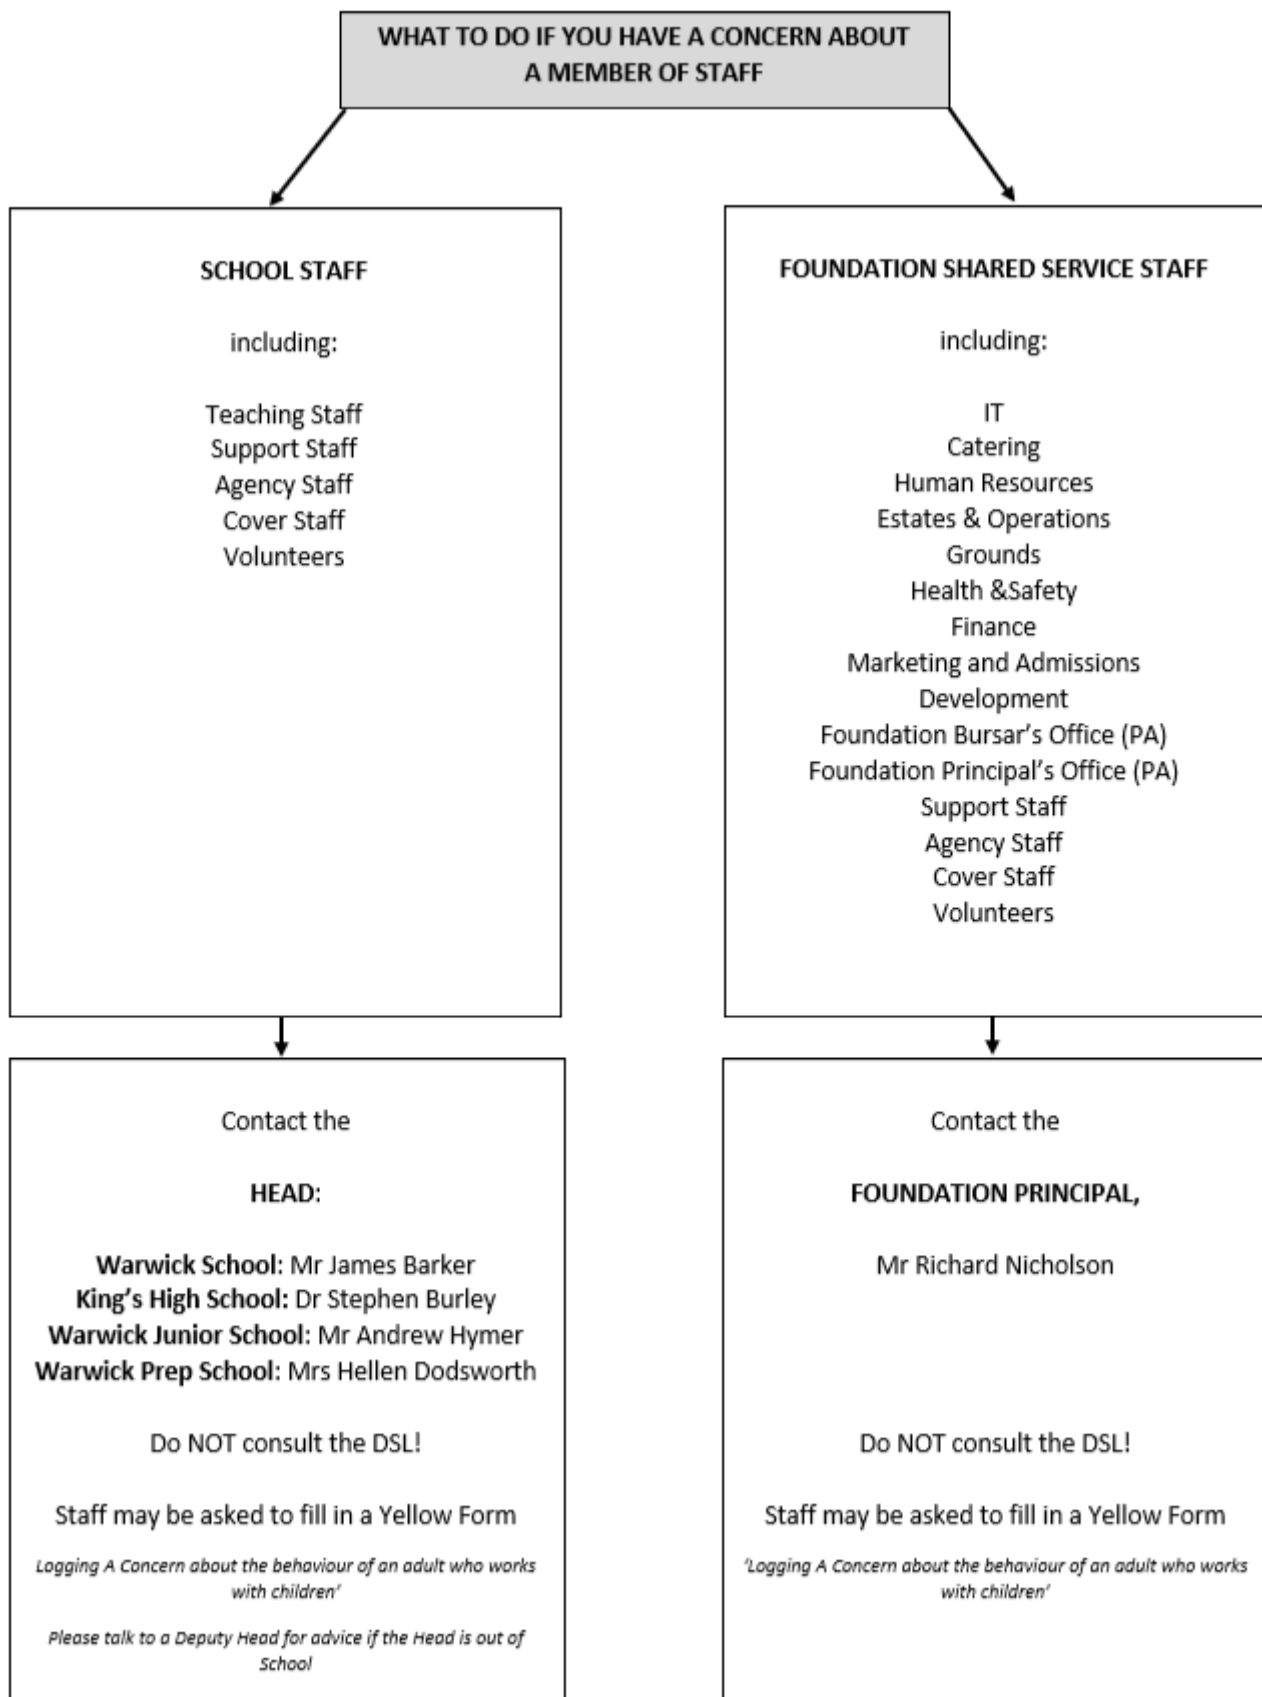 WHAT TO DO IF YOU HAVE A CONCERN ABOUT
A MEMBER OF STAFF
SCHOOL STAFF
including:
Teaching Staff
Support Staff
Agency Staff
Cover Staff
Volunteers
FOUNDATION SHARED SERVICE STAFF
including:
IT
Catering
Human Resources
Estates & Operations
Grounds
Health &Safety
Finance
Marketing and Admissions
Development
Foundation Bursar's Office (PA)
Foundation Principal's Office (PA)
Support Staff
Agency Staff
Cover Staff
Volunteers
Contact the
HEAD:
Warwick School: Mr James Barker
King's High School: Dr Stephen Burley
Warwick Junior School: Mr Andrew Hymer
Warwick Prep School: Mrs Hellen Dodsworth
Do NOT consult the DSL!
Staff may be asked to fill in a Yellow Form
Logging A Concern about the behaviour of an adult who works
with children'
Please talk to a Deputy Head for advice if the Head is out of
School
Contact the
FOUNDATION PRINCIPAL,
Mr Richard Nicholson
Do NOT consult the DSL!
Staff may be asked to fill in a Yellow Form
'Logging A Concern about the behaviour of an adult who works
with children'